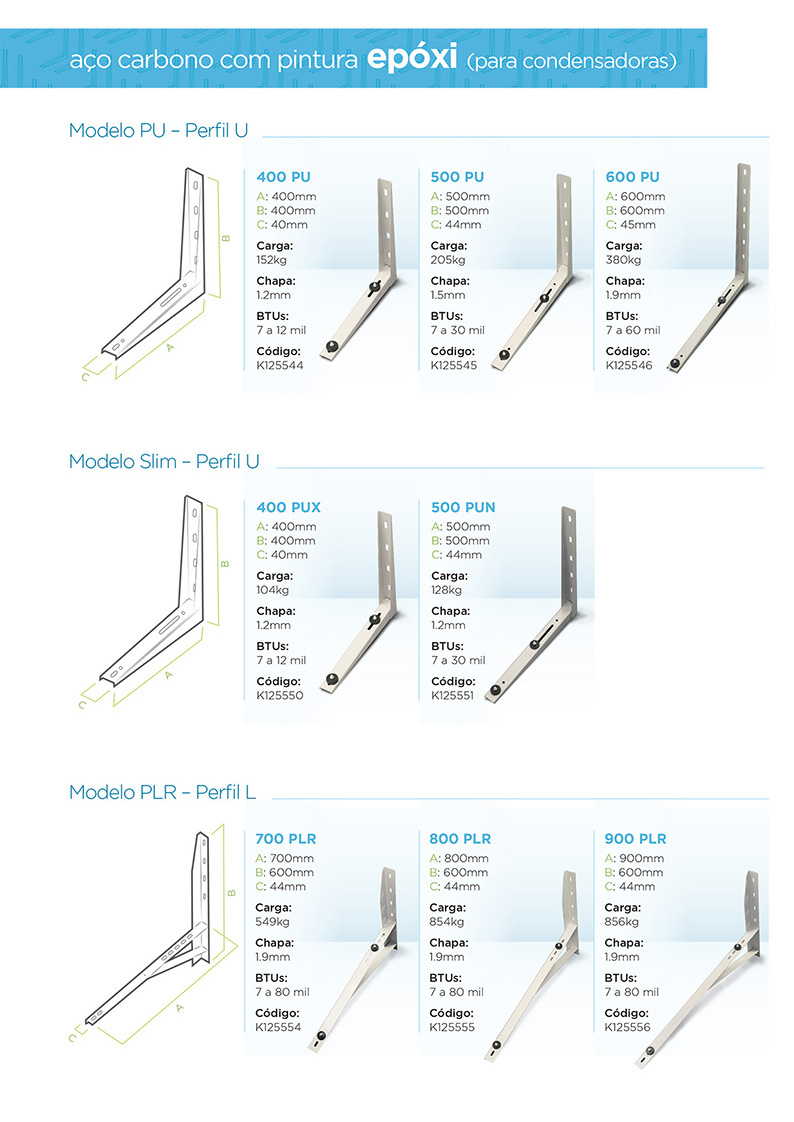 aço carbono com pintura epóxi (para condensadoras)
Modelo PU – Perfil U
B
A
C
400 PU
A: 400mm
B: 400mm
C: 40mm
Carga:
152kg
Chapa:
1.2mm
BTUs:
7 a 12 mil
Código:
K125544
500 PU
A: 500mm
B: 500mm
C: 44mm
Carga:
205kg
Chapa:
1.5mm
BTUs:
7 a 30 mil
Código:
K125545
600 PU
A: 600mm
B: 600mm
C: 45mm
Carga:
380kg
Chapa:
1.9mm
BTUs:
7 a 60 mil
Código:
K125546
Modelo Slim – Perfil U
B
A
C
400 PUX
A: 400mm
B: 400mm
C: 40mm
Carga:
104kg
Chapa:
1.2mm
BTUs:
7 a 12 mil
Código:
K125550
500 PUN
A: 500mm
B: 500mm
C: 44mm
Carga:
128kg
Chapa:
1.2mm
BTUs:
7 a 30 mil
Código:
K125551
Modelo PLR – Perfil L
B
A
C
700 PLR
A: 700mm
B: 600mm
C: 44mm
Carga:
549kg
Chapa:
1.9mm
BTUs:
7 a 80 mil
Código:
K125554
800 PLR
A: 800mm
B: 600mm
C: 44mm
Carga:
854kg
Chapa:
1.9mm
BTUs:
7 a 80 mil
Código:
K125555
900 PLR
A: 900mm
B: 600mm
C: 44mm
Carga:
856kg
Chapa:
1.9mm
BTUs:
7 a 80 mil
Código:
K125556